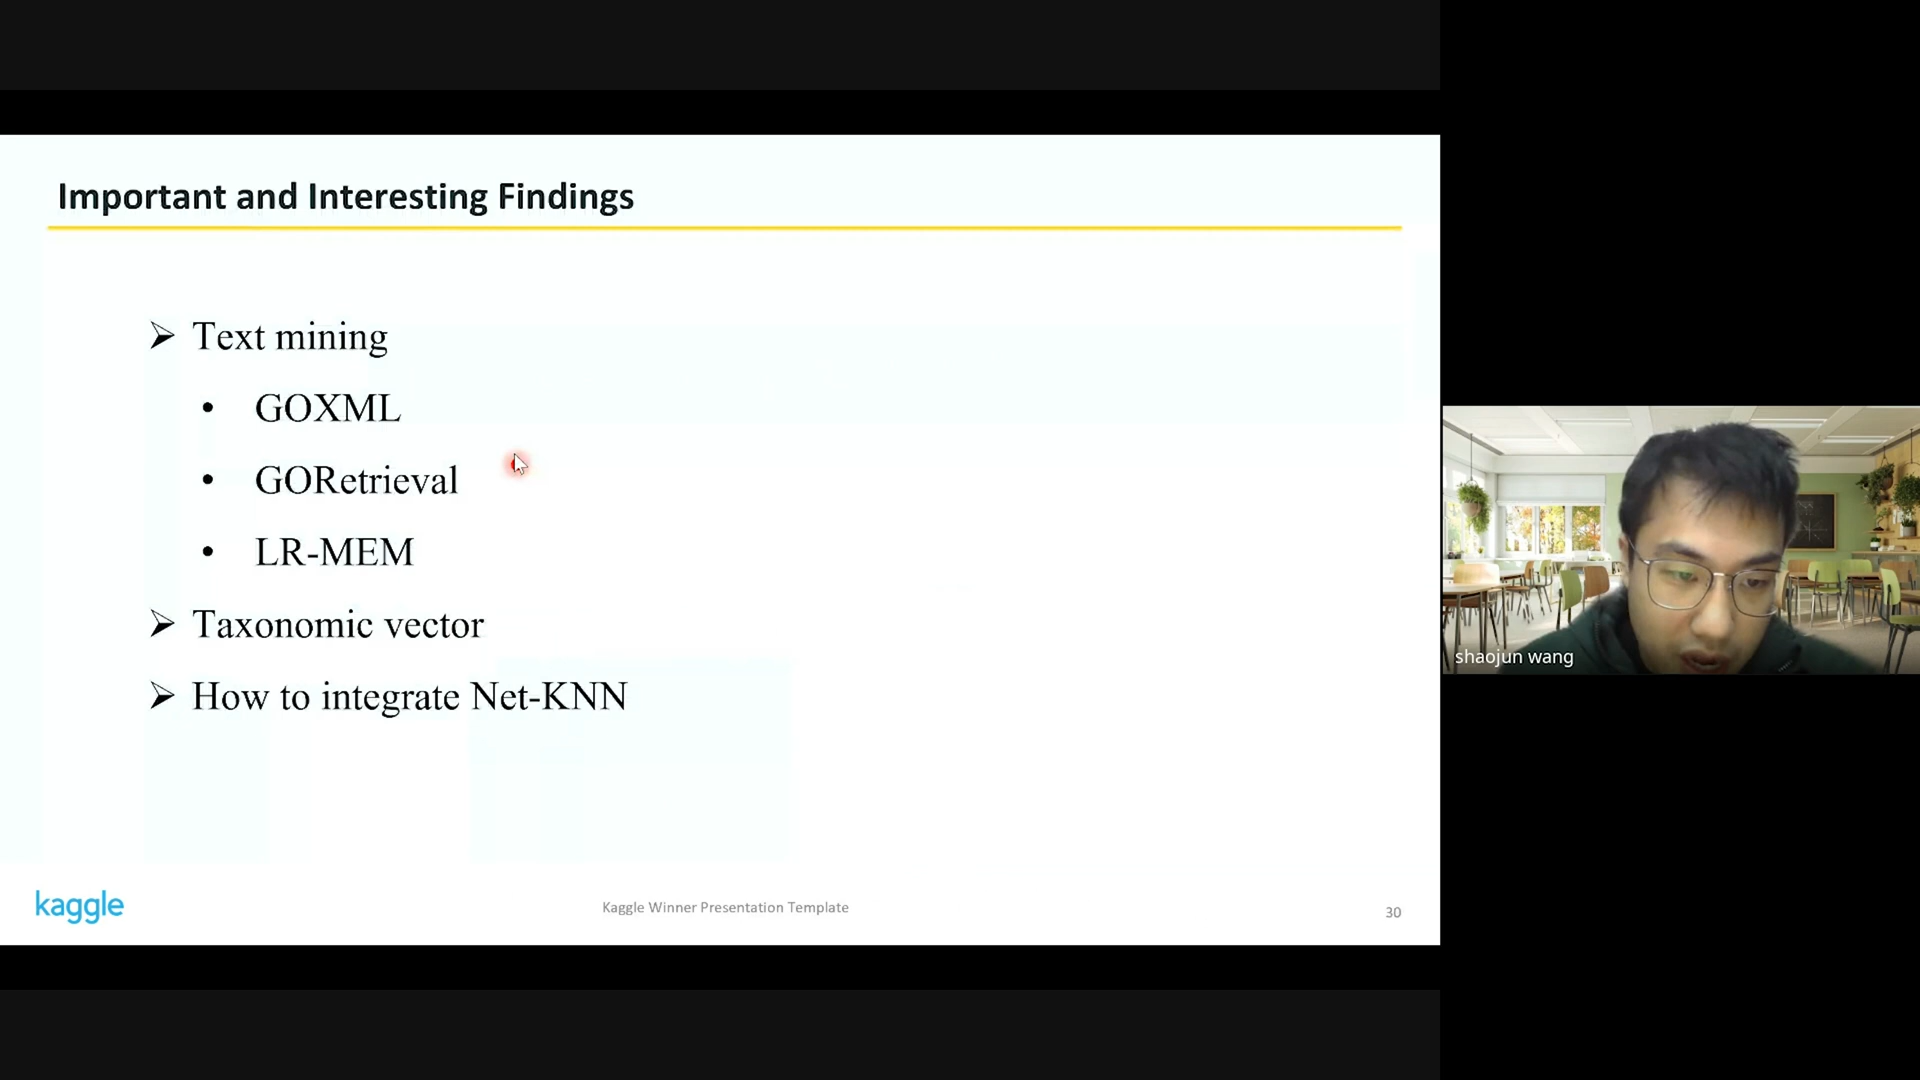 Important and Interesting Findings
➢ Text mining
• GOXML
• GORetrieval
• LR-MEM
➢ Taxonomic vector
➢ How to integrate Net-KNN
kaggle
Kaggle Winner Presentation Template
30
shaojun wang